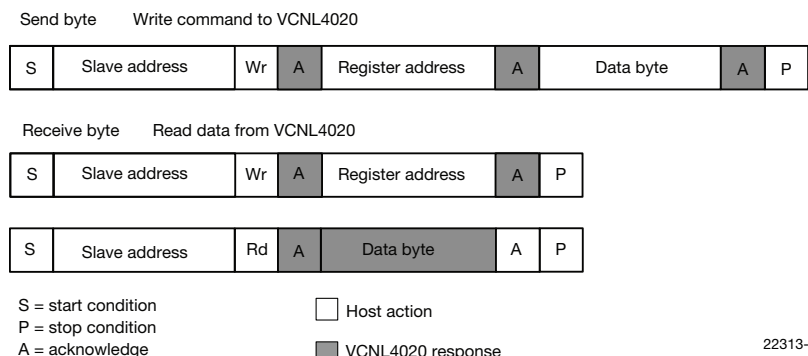 Send byte Write command to VCNL4020
S Slave address Wr A Register address A Data byte A P
Receive byte Read data from VCNL4020
S Slave address Wr A Register address A P
S Slave address Rd A Data byte A P
S = start condition
P = stop condition
A = acknowledge
Host action
VCNL4020 response
22313-